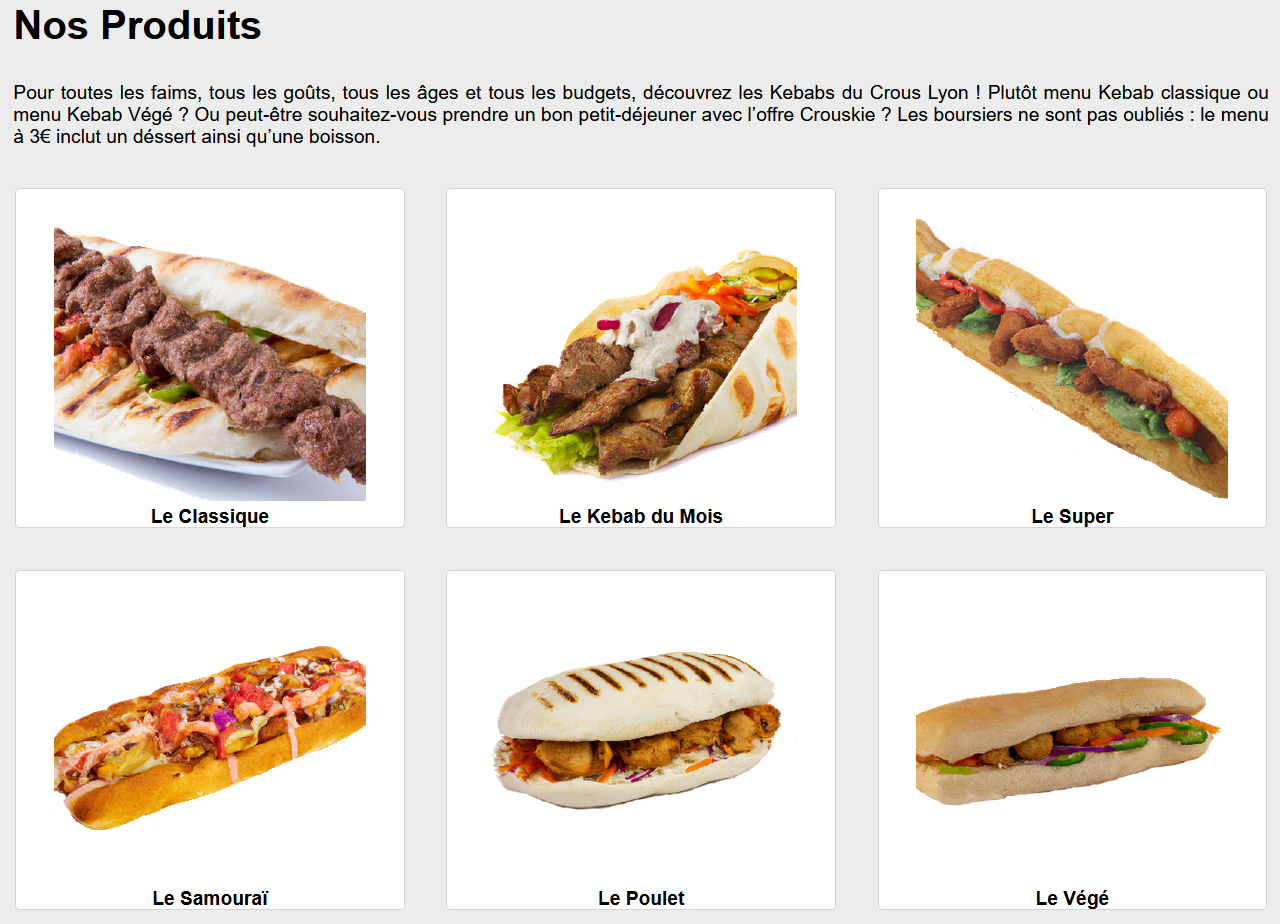 Nos Produits
Pour toutes les faims, tous les goûts, tous les âges et tous les budgets, découvrez les Kebabs du Crous Lyon ! Plutôt menu Kebab classique ou
menu Kebab Végé ? Ou peut-être souhaitez-vous prendre un bon petit-déjeuner avec l’offre Crouskie ? Les boursiers ne sont pas oubliés : le menu
à 3€ inclut un déssert ainsi qu’une boisson.
Le Classique
Le Kebab du Mois
Le Super
Le Samouraï
Le Poulet
Le Végé